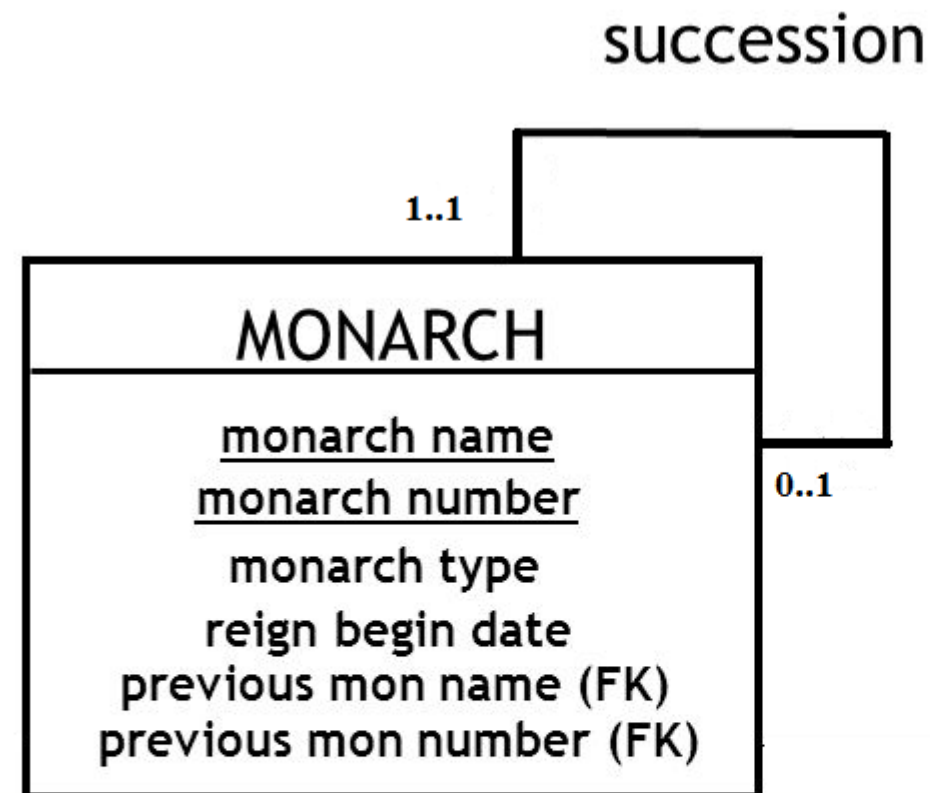 succession
1..1
MONARCH
monarch name
monarch number
0..1
monarch type
reign begin date
previous mon name (FK)
previous mon number (FK)